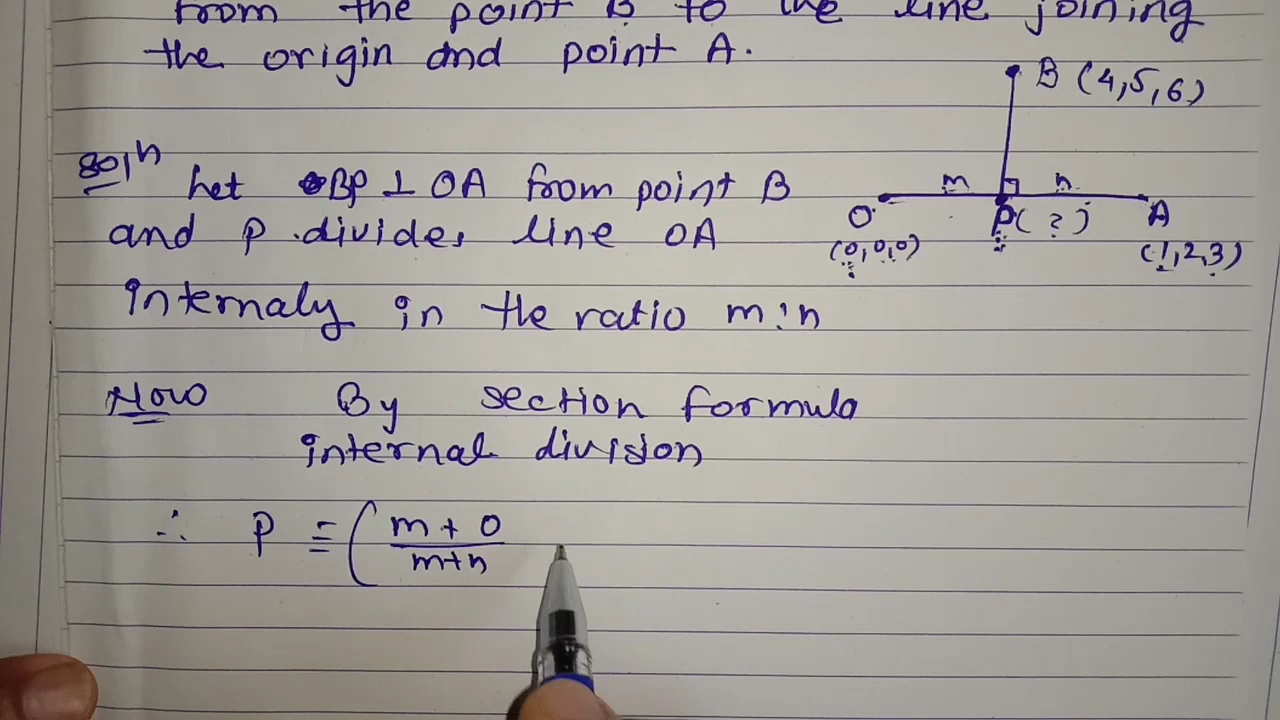 from the point B to the line joining
the origin and point A.
B (4,5,6)
Solⁿ Let BP ⊥ OA from point B
and P divides line OA
internaly in the ratio m:n
m n
O P( ? ) A
(0,0,0) (1,2,3)
Now By section formula
internal division
∴ P ≡ ( m + 0 / m+n